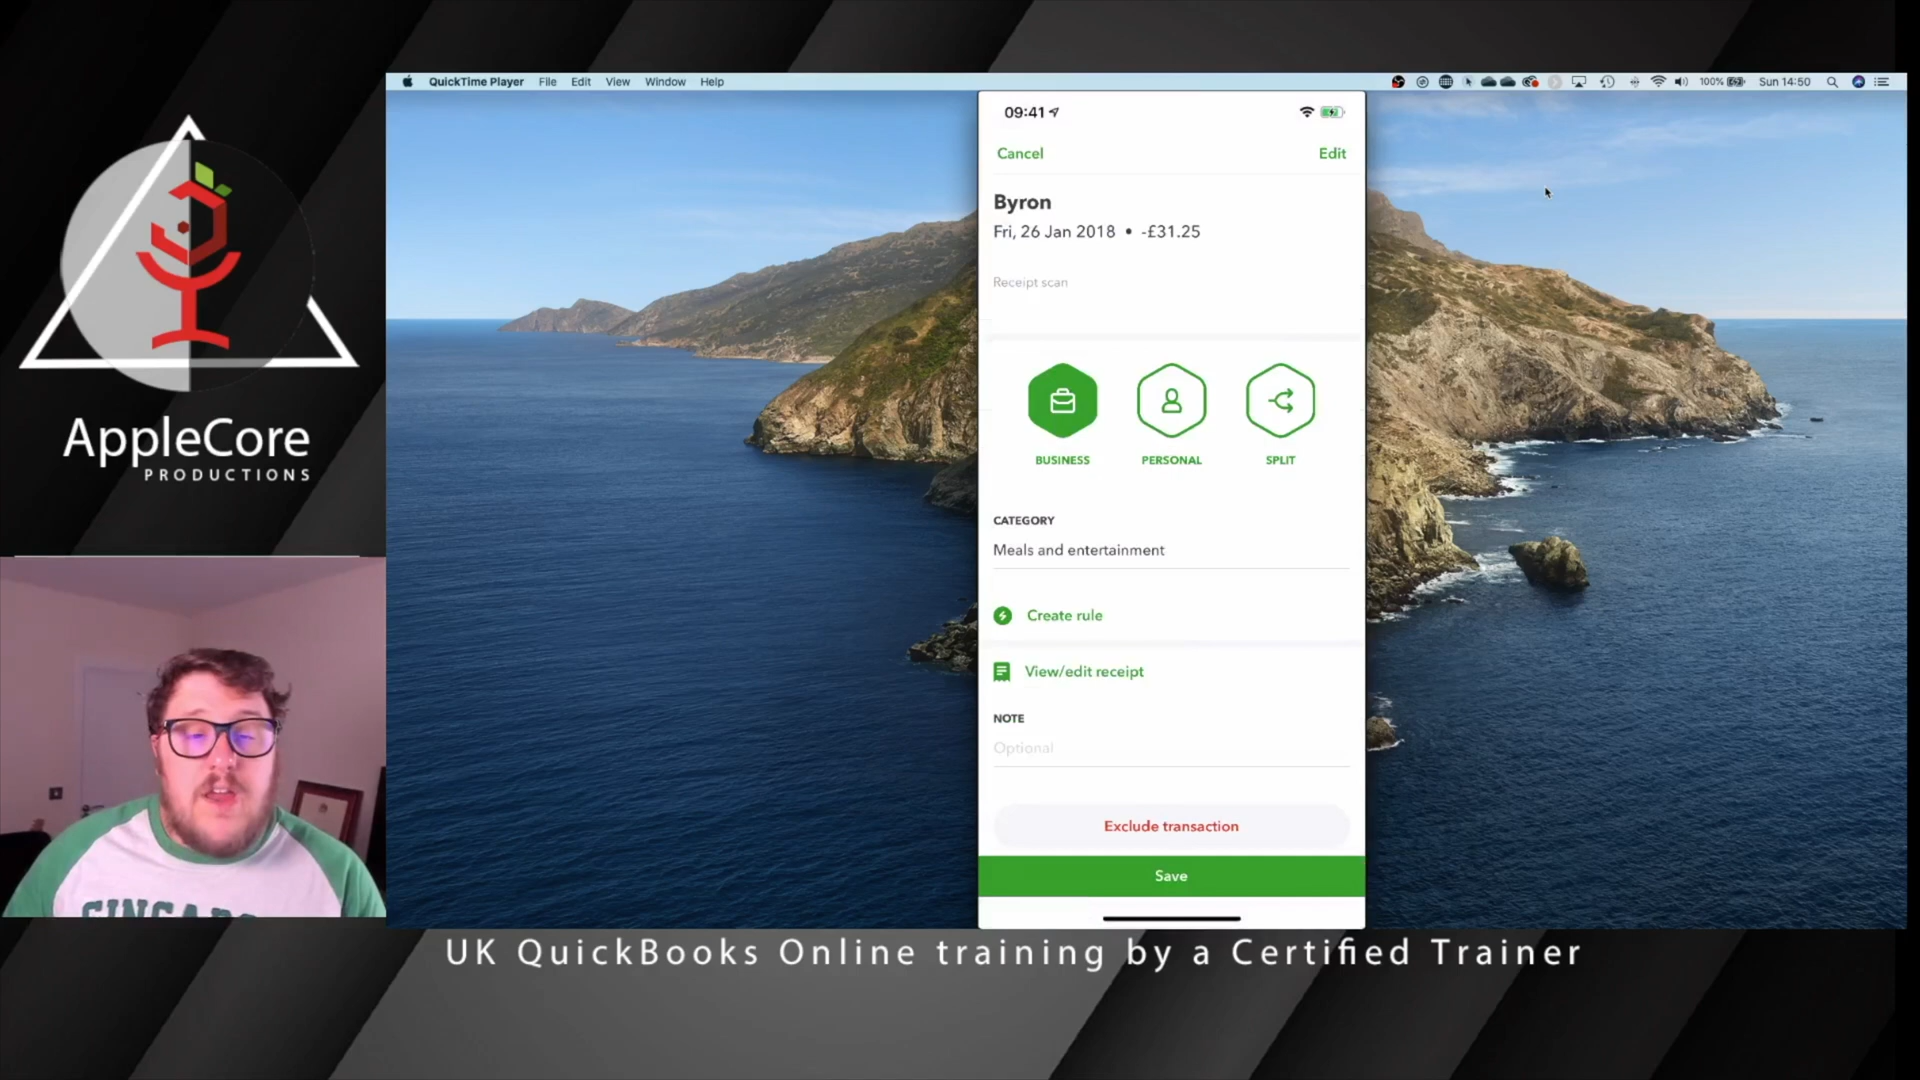 QuickTime Player File Edit View Window Help
100% Sun 14:50
09:41
Cancel Edit
Byron
Fri, 26 Jan 2018 • -£31.25
Receipt scan
BUSINESS PERSONAL SPLIT
CATEGORY
Meals and entertainment
Create rule
View/edit receipt
NOTE
Optional
Exclude transaction
Save
AppleCore
PRODUCTIONS
UK QuickBooks Online training by a Certified Trainer